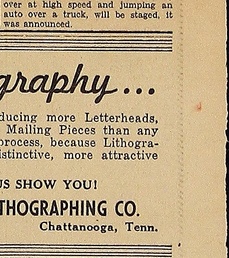 over at high speed and jumping an
auto over a truck, will be staged, it
was announced.
graphy...
ducing more Letterheads,
Mailing Pieces than any
process, because Lithogra-
istinctive, more attractive
US SHOW YOU!
THOGRAPHING CO.
Chattanooga, Tenn.